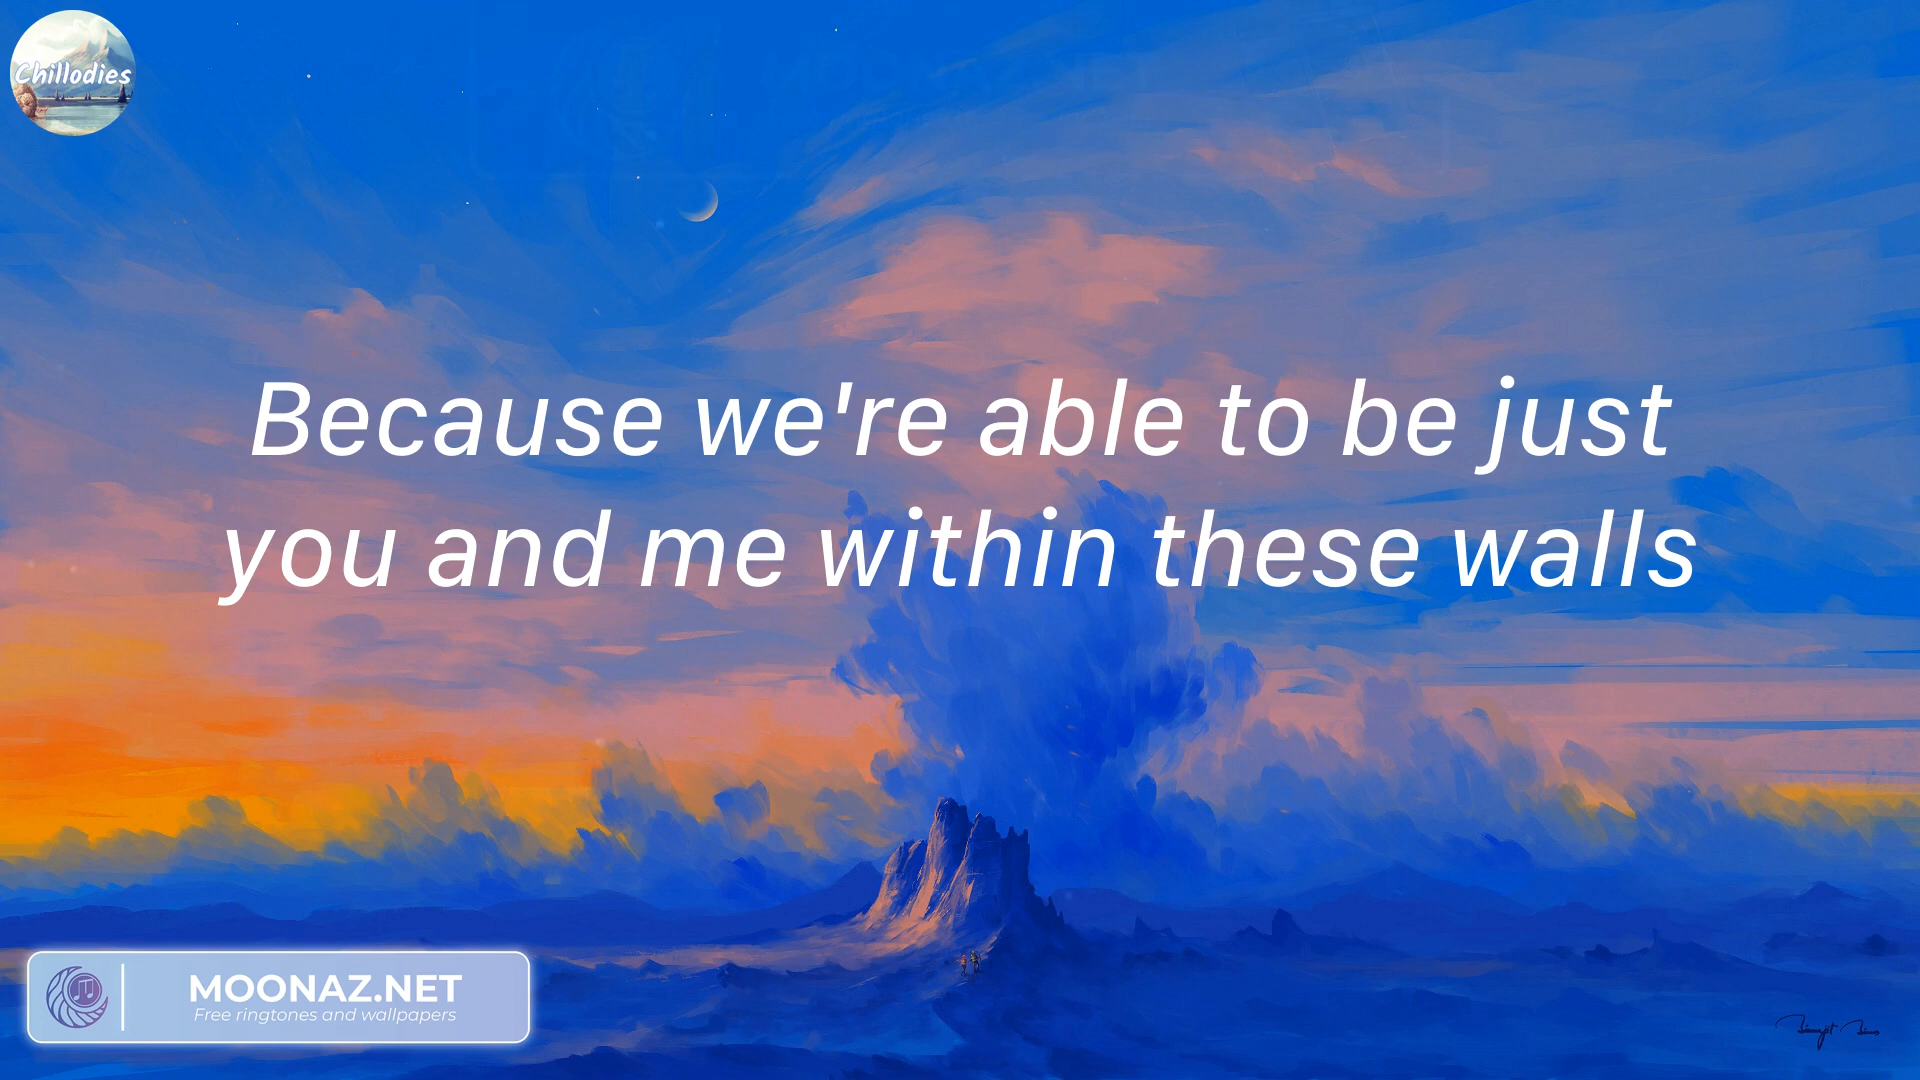 Chillodies
Because we're able to be just
you and me within these walls
MOONAZ.NET
Free ringtones and wallpapers